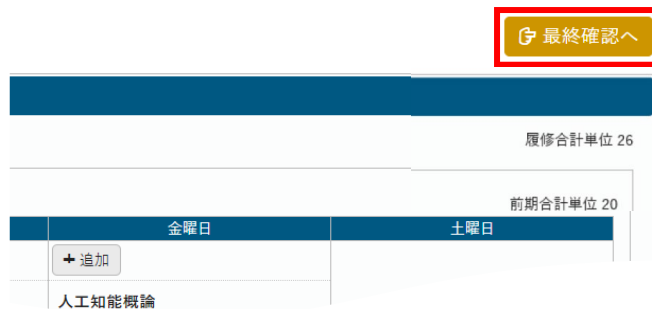 最終確認へ
履修合計単位 26
前期合計単位 20
金曜日 土曜日
+ 追加
人工知能概論